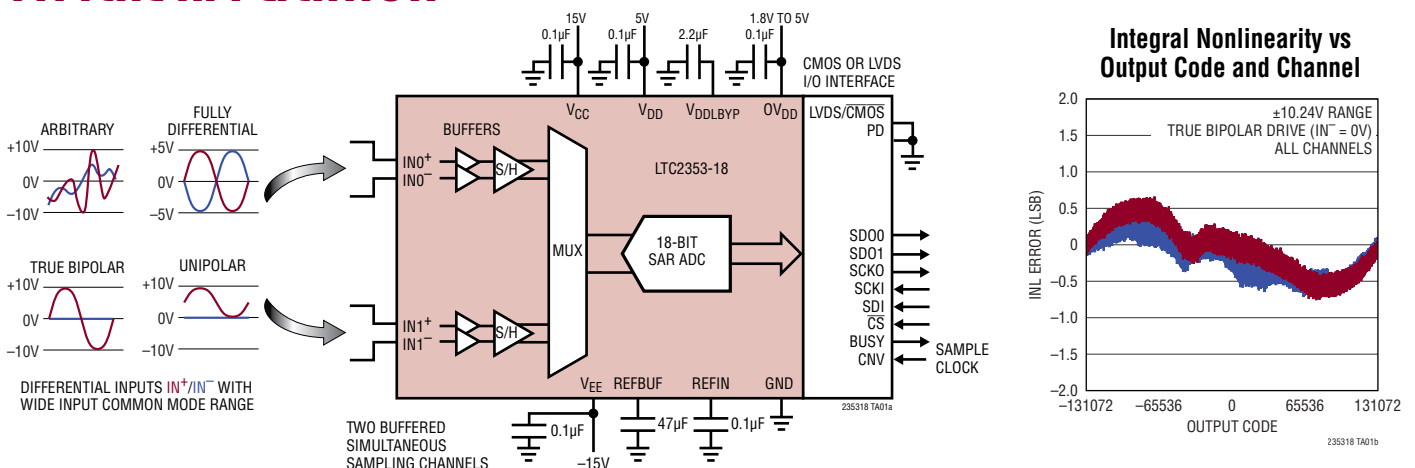 15V
5V
1.8V TO 5V
0.1µF
0.1µF
2.2µF
0.1µF
CMOS OR LVDS
I/O INTERFACE
VCC
VDD
VDDLBYP
OVDD
LVDS/CMOS
PD
ARBITRARY
+10V
0V
–10V
FULLY
DIFFERENTIAL
+5V
0V
–5V
TRUE BIPOLAR
+10V
0V
–10V
UNIPOLAR
+10V
0V
–10V
DIFFERENTIAL INPUTS IN+/IN– WITH
WIDE INPUT COMMON MODE RANGE
BUFFERS
IN0+
IN0–
S/H
LTC2353-18
MUX
18-BIT
SAR ADC
IN1+
IN1–
S/H
SDO0
SDO1
SCKO
SCKI
SDI
CS
BUSY
CNV
SAMPLE
CLOCK
VEE
REFBUF
REFIN
GND
235318 TA01a
0.1µF
47µF
0.1µF
–15V
TWO BUFFERED
SIMULTANEOUS
SAMPLING CHANNELS
Integral Nonlinearity vs
Output Code and Channel
±10.24V RANGE
TRUE BIPOLAR DRIVE (IN– = 0V)
ALL CHANNELS
INL ERROR (LSB)
2.0
1.5
1.0
0.5
0
–0.5
–1.0
–1.5
–2.0
–131072
–65536
0
65536
131072
OUTPUT CODE
235318 TA01b